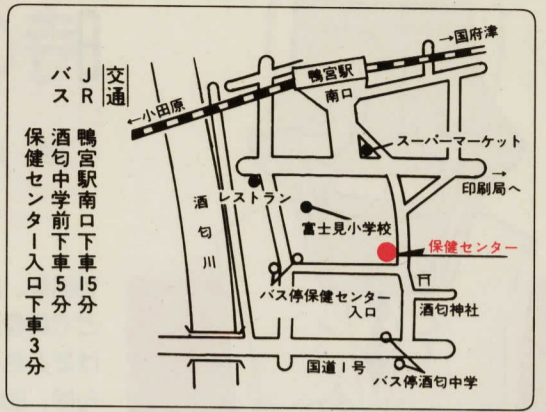 交通
JR 鴨宮駅南口下車15分
バス 酒匂中学前下車5分
保健センター入口下車3分
→国府津
鴨宮駅
南口
←小田原
スーパーマーケット
→
印刷局へ
レストラン
酒匂川
富士見小学校
保健センター
バス停保健センター
入口
酒匂神社
国道1号
バス停酒匂中学